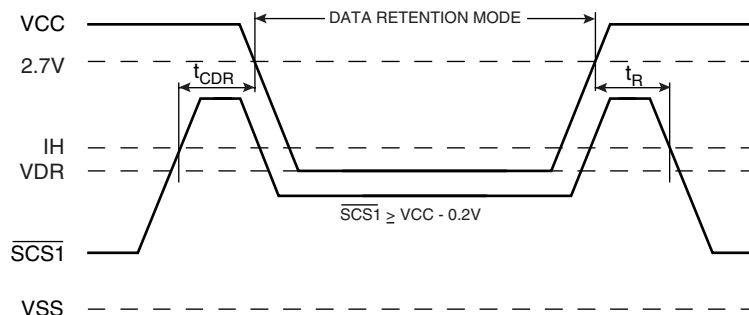 VCC
DATA RETENTION MODE
2.7V
tCDR
tR
IH
VDR
SCS1 ≥ VCC - 0.2V
SCS1
VSS